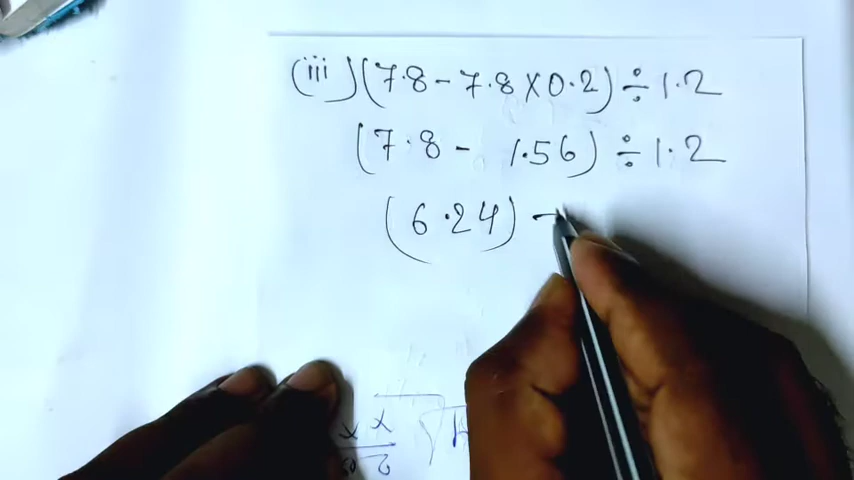 (iii) (7.8 - 7.8 × 0.2) ÷ 1.2
(7.8 - 1.56) ÷ 1.2
(6.24) -